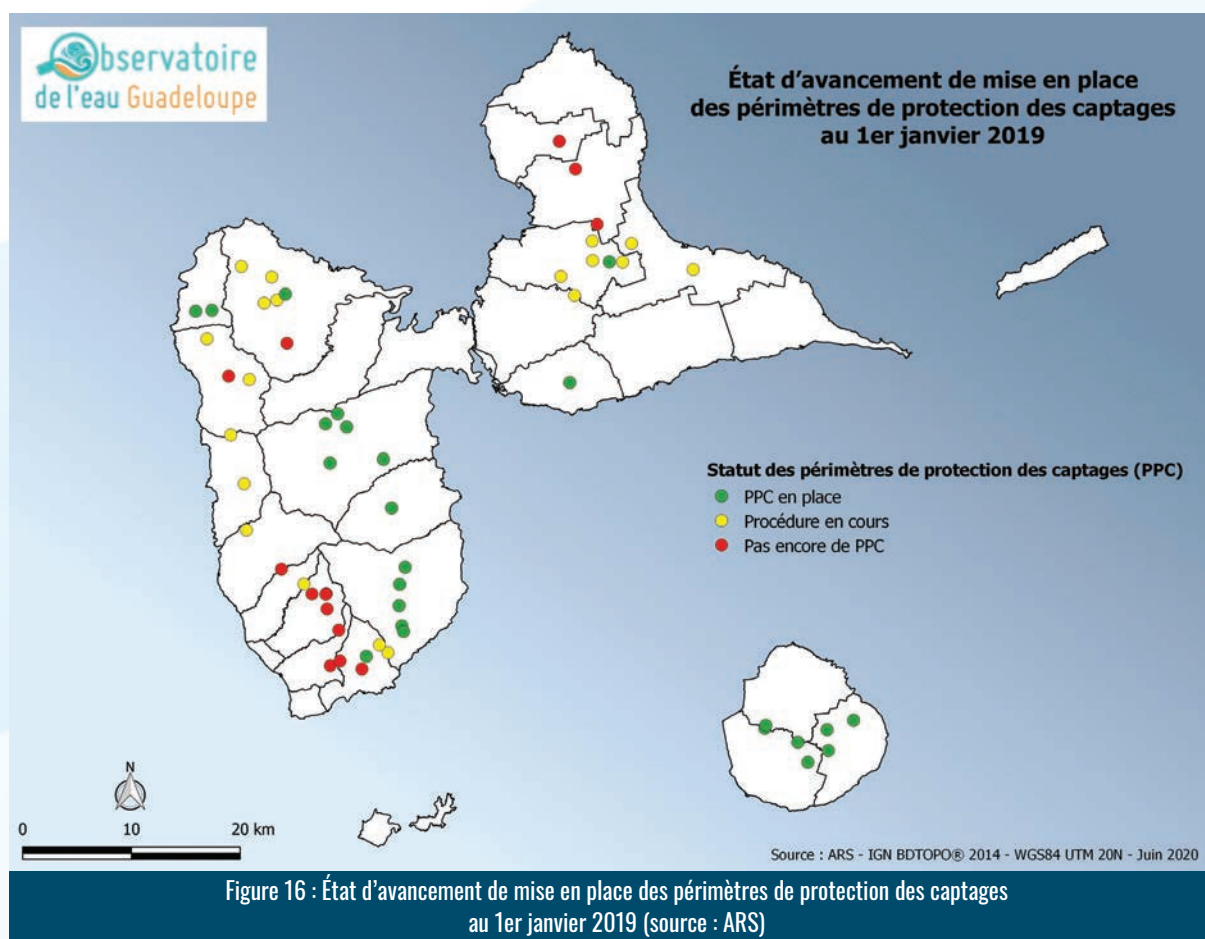 Observatoire
de l'eau Guadeloupe
État d'avancement de mise en place
des périmètres de protection des captages
au 1er janvier 2019
Statut des périmètres de protection des captages (PPC)
PPC en place
Procédure en cours
Pas encore de PPC
N
0 10 20 km
Source : ARS - IGN BDTOPO® 2014 - WGS84 UTM 20N - Juin 2020
Figure 16 : État d'avancement de mise en place des périmètres de protection des captages
au 1er janvier 2019 (source : ARS)